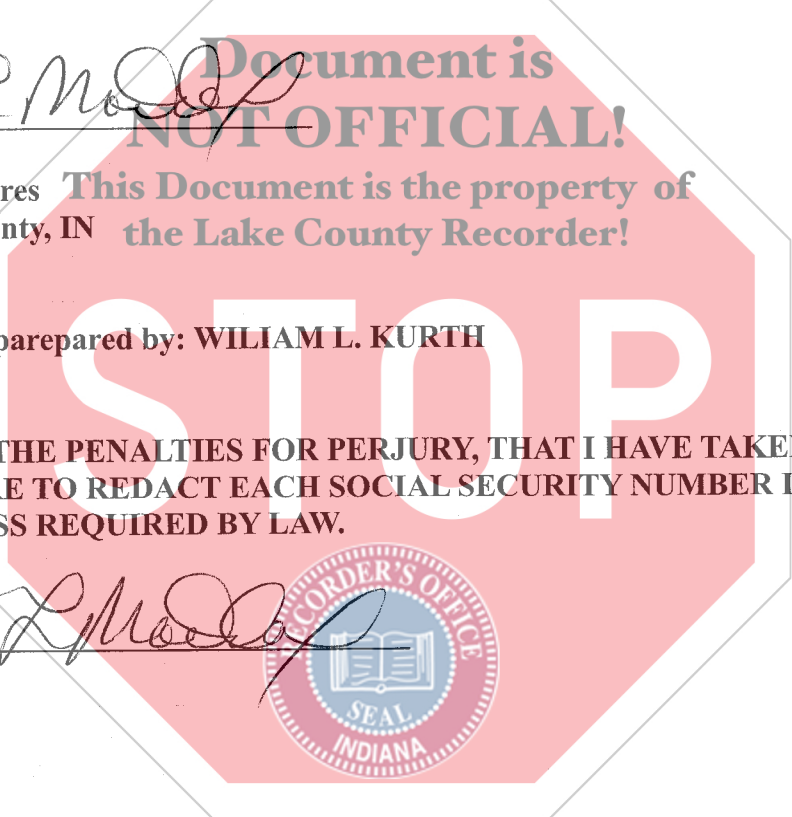 Document is
NOT OFFICIAL!
res This Document is the property of
nty, IN the Lake County Recorder!
STOP
parepared by: WILIAM L. KURTH
THE PENALTIES FOR PERJURY, THAT I HAVE TAKE
E TO REDACT EACH SOCIAL SECURITY NUMBER I
SS REQUIRED BY LAW.
RECORDER'S OFFICE
SEAL
INDIANA